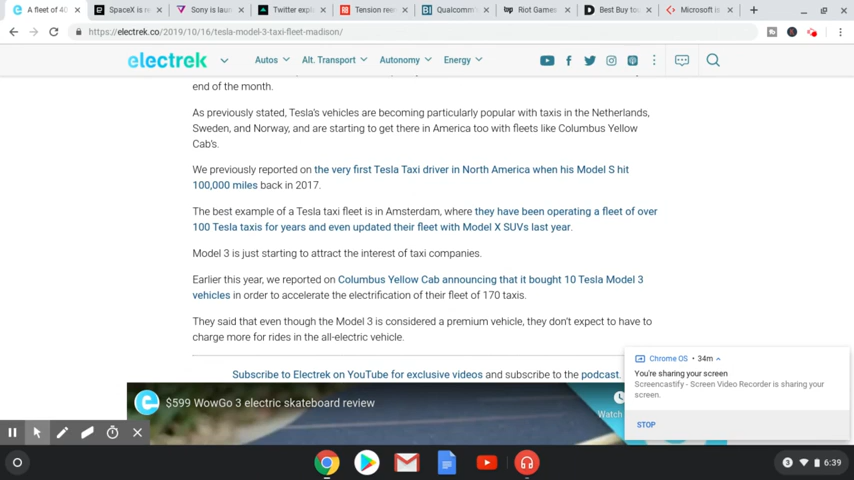 A fleet of 40
SpaceX is n
Sony is lau
Twitter expl
Tension ree
Qualcomm
Riot Games
Best Buy to
Microsoft is
https://electrek.co/2019/10/16/tesla-model-3-taxi-fleet-madison/
electrek
Autos Alt. Transport Autonomy Energy
end of the month.
As previously stated, Tesla's vehicles are becoming particularly popular with taxis in the Netherlands,
Sweden, and Norway, and are starting to get there in America too with fleets like Columbus Yellow
Cab's.
We previously reported on the very first Tesla Taxi driver in North America when his Model S hit
100,000 miles back in 2017.
The best example of a Tesla taxi fleet is in Amsterdam, where they have been operating a fleet of over
100 Tesla taxis for years and even updated their fleet with Model X SUVs last year.
Model 3 is just starting to attract the interest of taxi companies.
Earlier this year, we reported on Columbus Yellow Cab announcing that it bought 10 Tesla Model 3
vehicles in order to accelerate the electrification of their fleet of 170 taxis.
They said that even though the Model 3 is considered a premium vehicle, they don't expect to have to
charge more for rides in the all-electric vehicle.
Subscribe to Electrek on YouTube for exclusive videos and subscribe to the podcast.
$599 WowGo 3 electric skateboard review
Watch
Chrome OS • 34m
You're sharing your screen
Screencastify - Screen Video Recorder is sharing your
screen.
STOP
3 6:39